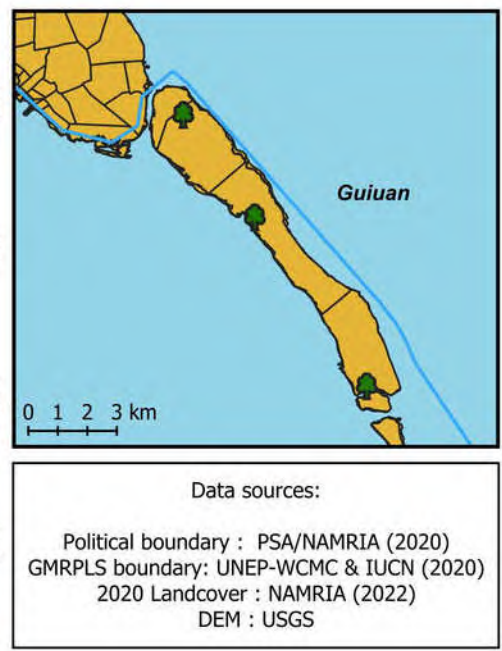 Guiuan
0 1 2 3 km
Data sources:
Political boundary : PSA/NAMRIA (2020)
GMRPLS boundary: UNEP-WCMC & IUCN (2020)
2020 Landcover : NAMRIA (2022)
DEM : USGS